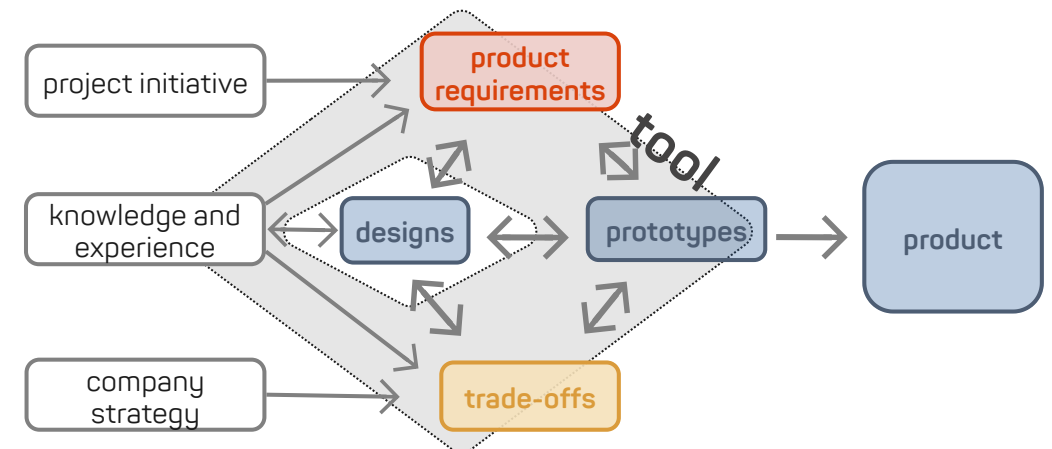 project initiative
product
requirements
tool
knowledge and
experience
designs
prototypes
product
company
strategy
trade-offs